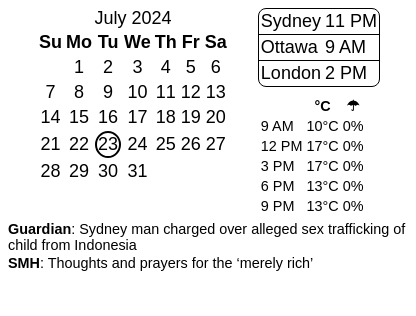 July 2024
Su Mo Tu We Th Fr Sa
1 2 3 4 5 6
7 8 9 10 11 12 13
14 15 16 17 18 19 20
21 22 23 24 25 26 27
28 29 30 31
Sydney 11 PM
Ottawa 9 AM
London 2 PM
°C ☂
9 AM 10°C 0%
12 PM 17°C 0%
3 PM 17°C 0%
6 PM 13°C 0%
9 PM 13°C 0%
Guardian: Sydney man charged over alleged sex trafficking of
child from Indonesia
SMH: Thoughts and prayers for the ‘merely rich’